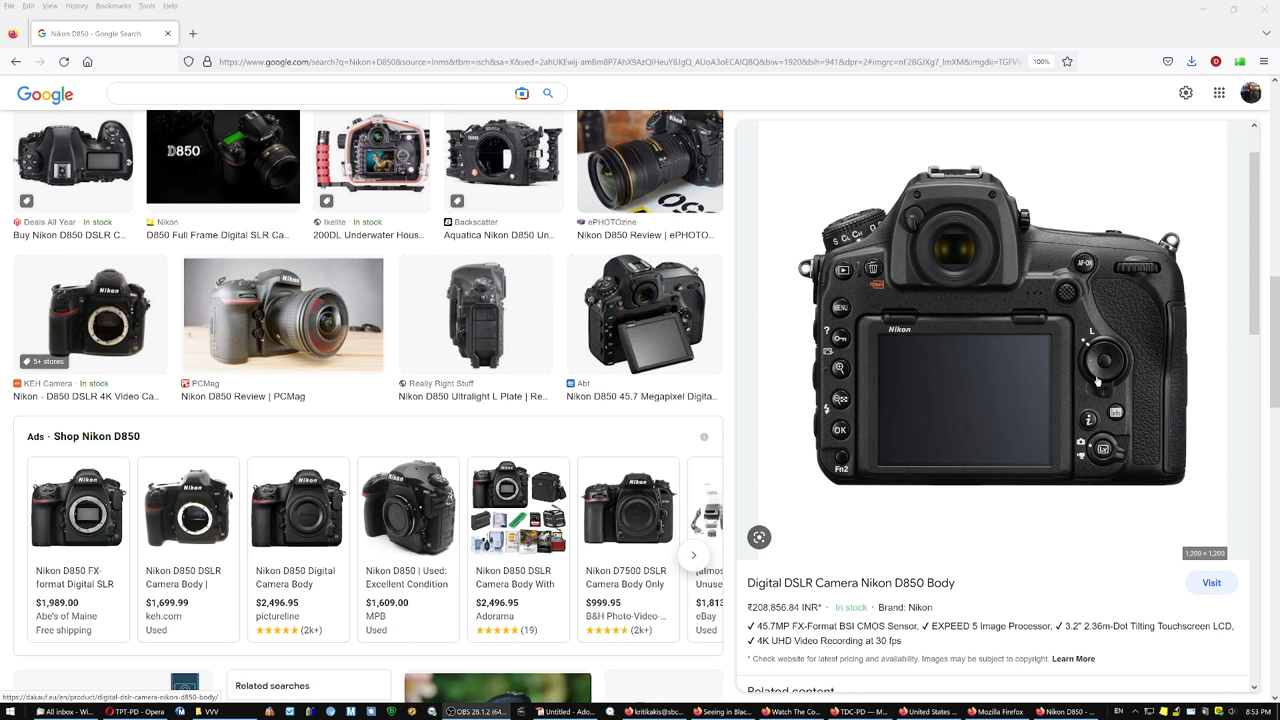 File Edit View History Bookmarks Tools Help
Nikon D850 - Google Search
https://www.google.com/search?q=Nikon+D850&source=lnms&tbm=isch&sa=X&ved=
100%
Google
D850
Deals All Year · In stock
Buy Nikon D850 DSLR C...
Nikon
D850 Full Frame Digital SLR Ca...
Ikelite · In stock
200DL Underwater Hous...
Backscatter
Aquatica Nikon D850 Un...
ePHOTOzine
Nikon D850 Review | ePHOTO...
5+ stores
KEH Camera · In stock
Nikon - D850 DSLR 4K Video Ca...
PCMag
Nikon D850 Review | PCMag
Really Right Stuff
Nikon D850 Ultralight L Plate | Re...
Abt
Nikon D850 45.7 Megapixel Digita...
Ads · Shop Nikon D850
Nikon D850 FX-
format Digital SLR
$1,989.00
Abe's of Maine
Free shipping
Nikon D850 DSLR
Camera Body |
$1,699.99
keh.com
Used
Nikon D850 Digital
Camera Body
$2,496.95
pictureline
(2k+)
Nikon D850 | Used:
Excellent Condition
$1,609.00
MPB
Used
Nikon D850 DSLR
Camera Body With
$2,496.95
Adorama
(19)
Nikon D7500 DSLR
Camera Body Only
$999.95
B&H Photo-Video-...
(2k+)
Unuse
$1,813
eBay
Used
Related searches
S CL CH
MENU
?
OK
Fn2
Nikon
AF-ON
L
i
info
Lv
1,200 × 1,200
Digital DSLR Camera Nikon D850 Body
Visit
₹208,856.84 INR* · In stock · Brand: Nikon
✓ 45.7MP FX-Format BSI CMOS Sensor, ✓ EXPEED 5 Image Processor, ✓ 3.2" 2.36m-Dot Tilting Touchscreen LCD,
✓ 4K UHD Video Recording at 30 fps
* Check website for latest pricing and availability. Images may be subject to copyright. Learn More
Related content
https://dakauf.eu/en/product/digital-dslr-camera-nikon-d850-body/
All inbox - Wi...
TPT-PD - Opera
VVV
OBS 28.1.2 (64...
Untitled - Ado...
kritikakis@sbc...
Seeing in Blac...
Watch The Co...
TDC-PD — M...
United States ...
Mozilla Firefox
Nikon D850 - ...
EN
8:53 PM